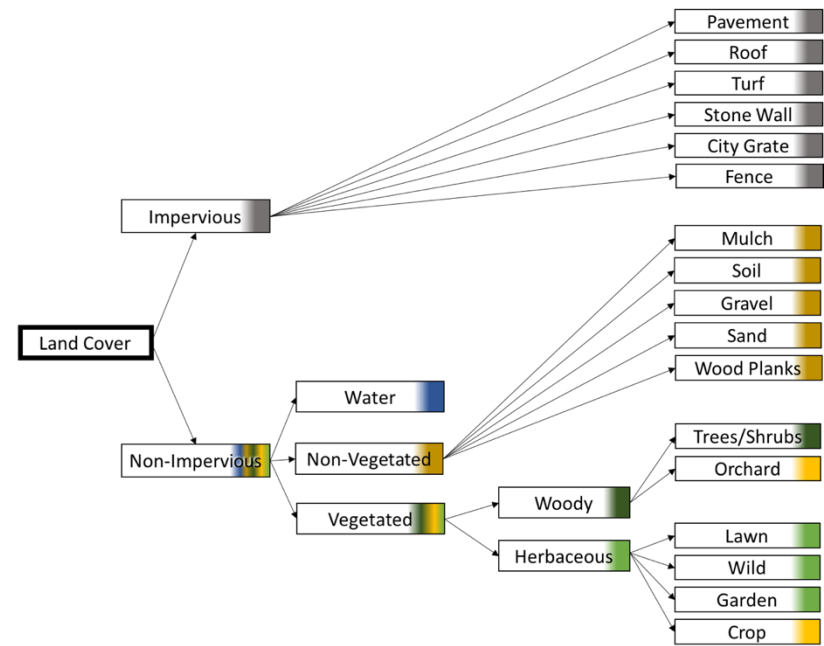 Pavement
Roof
Turf
Stone Wall
City Grate
Fence
Impervious
Mulch
Soil
Gravel
Sand
Wood Planks
Land Cover
Water
Non-Impervious
Non-Vegetated
Vegetated
Trees/Shrubs
Orchard
Woody
Herbaceous
Lawn
Wild
Garden
Crop